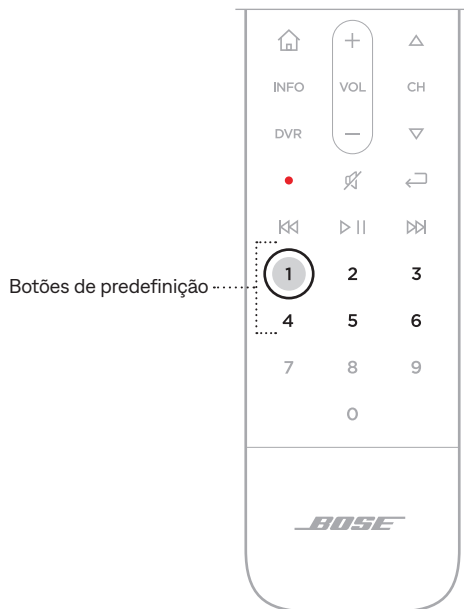 INFO VOL CH
DVR
Botões de predefinição
1 2 3
4 5 6
7 8 9
0
BOSE